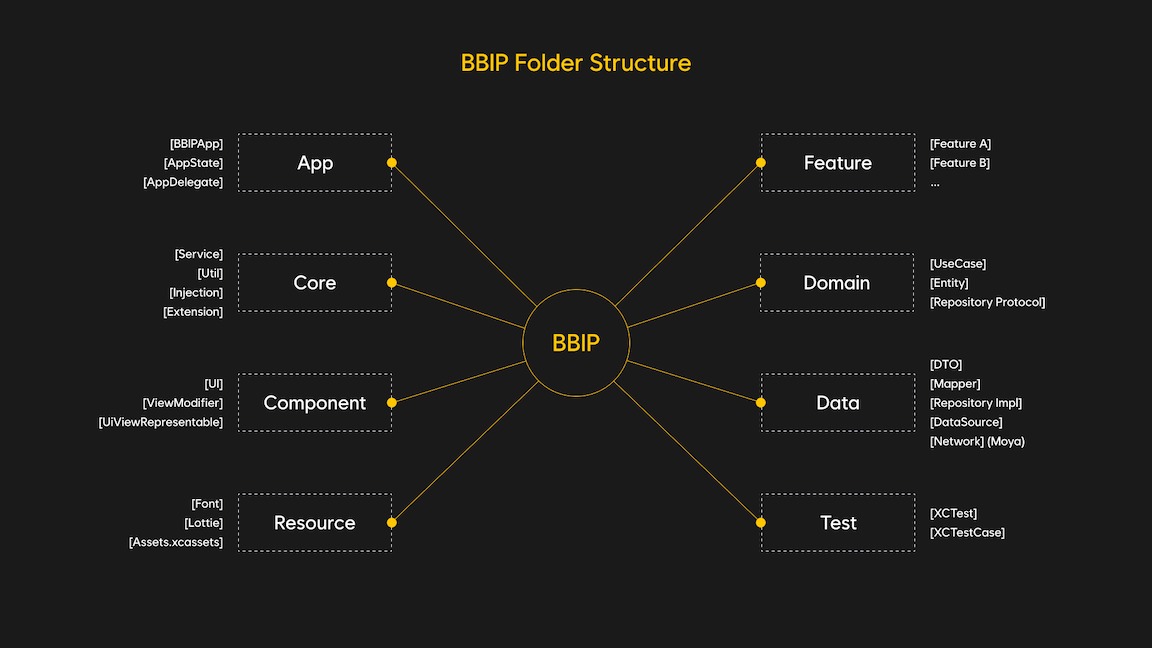 BBIP Folder Structure
[BBIPApp]
[AppState]
[AppDelegate]
App
[Service]
[Util]
[Injection]
[Extension]
Core
[UI]
[ViewModifier]
[UiViewRepresentable]
Component
[Font]
[Lottie]
[Assets.xcassets]
Resource
BBIP
Feature
[Feature A]
[Feature B]
...
Domain
[UseCase]
[Entity]
[Repository Protocol]
Data
[DTO]
[Mapper]
[Repository Impl]
[DataSource]
[Network] (Moya)
Test
[XCTest]
[XCTestCase]